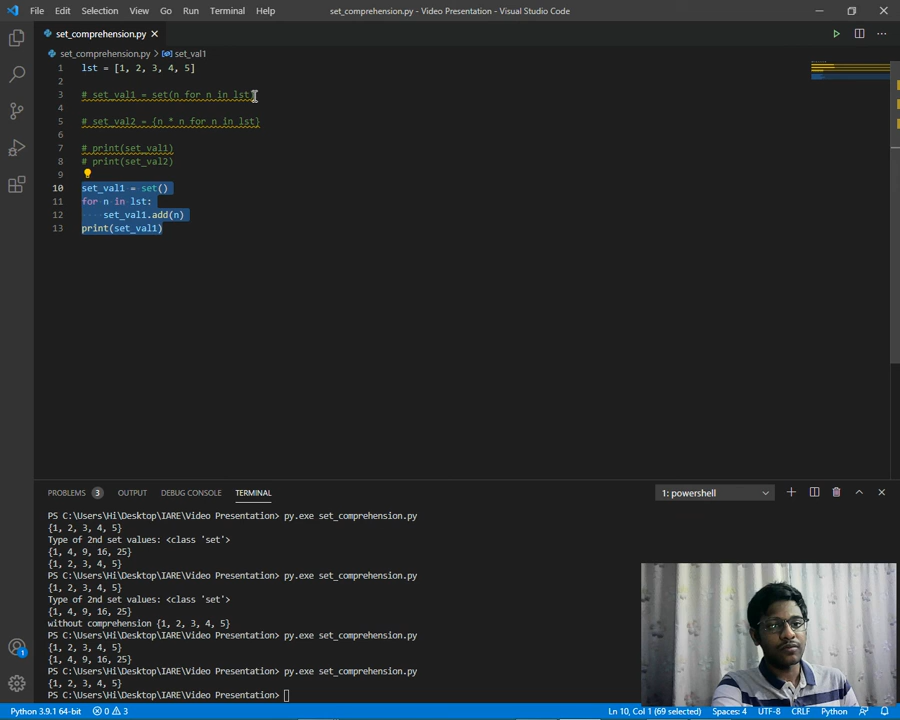 File Edit Selection View Go Run Terminal Help
set_comprehension.py - Video Presentation - Visual Studio Code
set_comprehension.py
set_comprehension.py > set_val1
1 lst = [1, 2, 3, 4, 5]
2
3 # set_val1 = set(n for n in lst)
4
5 # set_val2 = {n * n for n in lst}
6
7 # print(set_val1)
8 # print(set_val2)
9
10 set_val1 = set()
11 for n in lst:
12 set_val1.add(n)
13 print(set_val1)
PROBLEMS 3 OUTPUT DEBUG CONSOLE TERMINAL 1: powershell
PS C:\Users\Hi\Desktop\IARE\Video Presentation> py.exe set_comprehension.py
{1, 2, 3, 4, 5}
Type of 2nd set values: <class 'set'>
{1, 4, 9, 16, 25}
{1, 2, 3, 4, 5}
PS C:\Users\Hi\Desktop\IARE\Video Presentation> py.exe set_comprehension.py
{1, 2, 3, 4, 5}
Type of 2nd set values: <class 'set'>
{1, 4, 9, 16, 25}
without comprehension {1, 2, 3, 4, 5}
PS C:\Users\Hi\Desktop\IARE\Video Presentation> py.exe set_comprehension.py
{1, 2, 3, 4, 5}
{1, 4, 9, 16, 25}
PS C:\Users\Hi\Desktop\IARE\Video Presentation> py.exe set_comprehension.py
{1, 2, 3, 4, 5}
PS C:\Users\Hi\Desktop\IARE\Video Presentation>
1
Python 3.9.1 64-bit 0 3 Ln 10, Col 1 (69 selected) Spaces: 4 UTF-8 CRLF Python